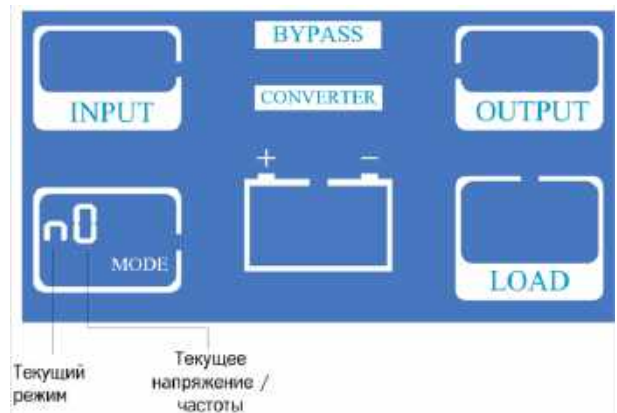 BYPASS
INPUT
CONVERTER
OUTPUT
+ -
n0
MODE
LOAD
Текущий
режим
Текущее
напряжение /
частоты